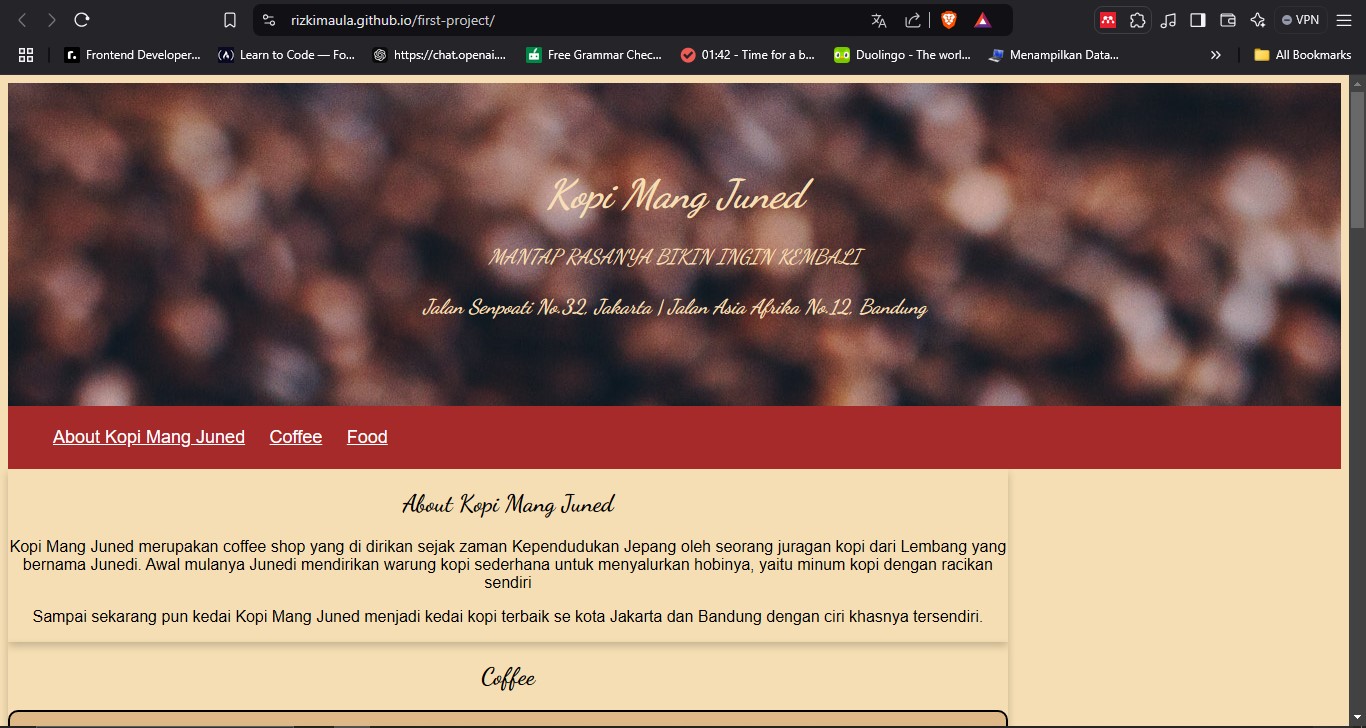 rizkimaula.github.io/first-project/
VPN
Frontend Developer...
Learn to Code — Fo...
https://chat.openai....
Free Grammar Chec...
01:42 - Time for a b...
Duolingo - The worl...
Menampilkan Data...
»
All Bookmarks
Kopi Mang Juned
MANTAP RASANYA BIKIN INGIN KEMBALI
Jalan Senpoati No.32, Jakarta | Jalan Asia Afrika No.12, Bandung
About Kopi Mang Juned
Coffee
Food
About Kopi Mang Juned
Kopi Mang Juned merupakan coffee shop yang di dirikan sejak zaman Kependudukan Jepang oleh seorang juragan kopi dari Lembang yang
bernama Junedi. Awal mulanya Junedi mendirikan warung kopi sederhana untuk menyalurkan hobinya, yaitu minum kopi dengan racikan
sendiri
Sampai sekarang pun kedai Kopi Mang Juned menjadi kedai kopi terbaik se kota Jakarta dan Bandung dengan ciri khasnya tersendiri.
Coffee